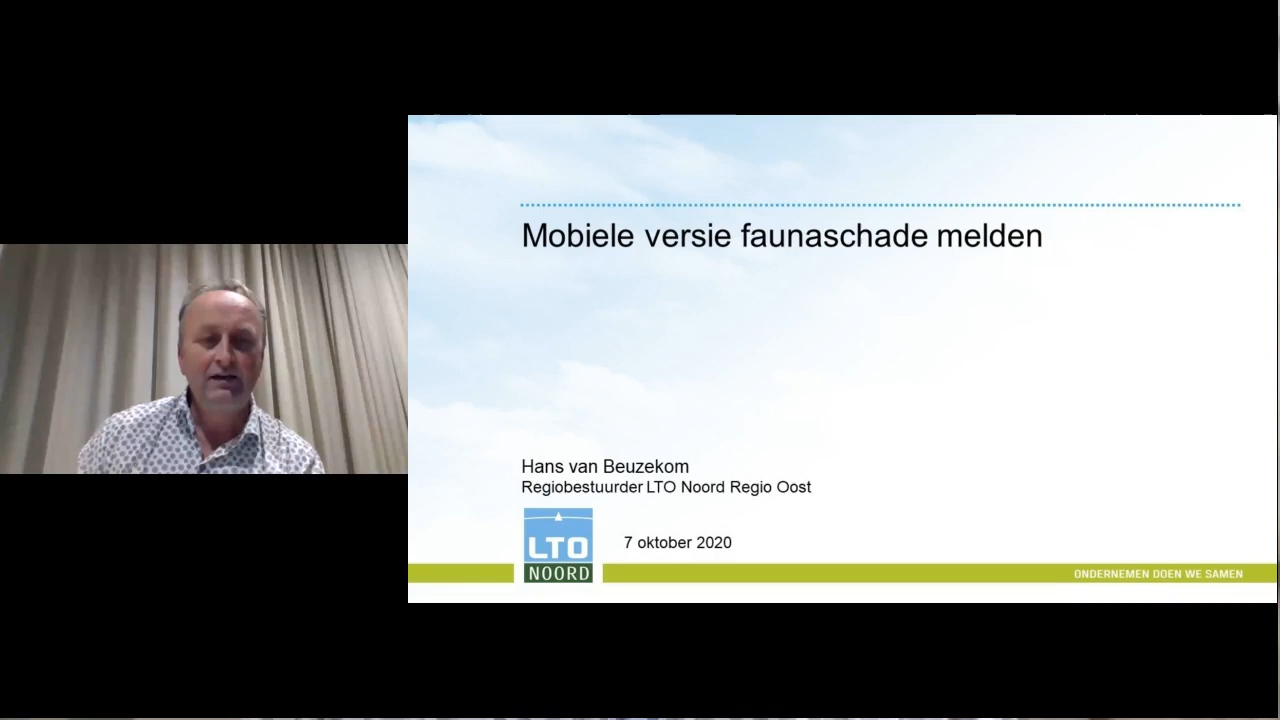 Mobiele versie faunaschade melden
Hans van Beuzekom
Regiobestuurder LTO Noord Regio Oost
LTO
NOORD
7 oktober 2020
ONDERNEMEN DOEN WE SAMEN